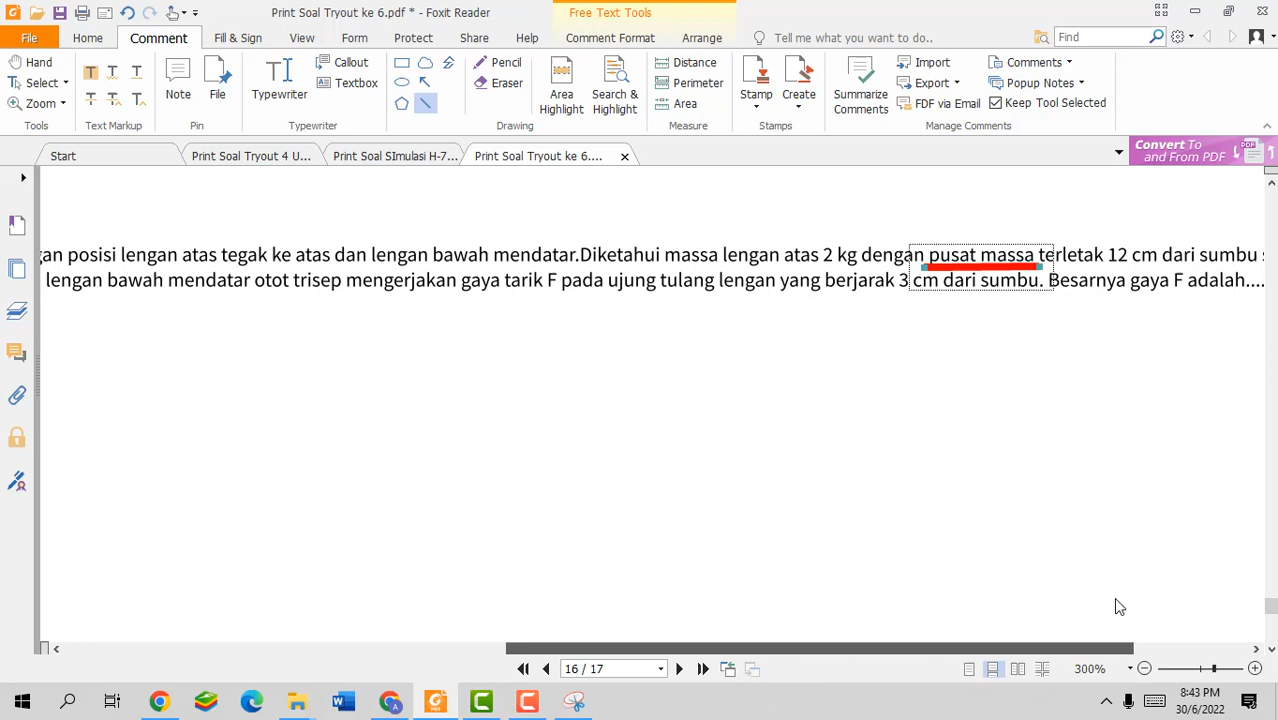 Print Soal Tryout ke 6.pdf * - Foxit Reader
Free Text Tools
File
Home
Comment
Fill & Sign
View
Form
Protect
Share
Help
Comment Format
Arrange
Tell me what you want to do..
Find
Hand
Select
Zoom
Tools
Text Markup
Note
File
Pin
Typewriter
Callout
Textbox
Typewriter
Pencil
Eraser
Drawing
Area Highlight
Search & Highlight
Distance
Perimeter
Area
Measure
Stamp
Create
Stamps
Summarize Comments
Import
Export
FDF via Email
Comments
Popup Notes
Keep Tool Selected
Manage Comments
Start
Print Soal Tryout 4 U...
Print Soal SImulasi H-7...
Print Soal Tryout ke 6....
Convert To
and From PDF
gan posisi lengan atas tegak ke atas dan lengan bawah mendatar.Diketahui massa lengan atas 2 kg dengan pusat massa terletak 12 cm dari sumbu s
lengan bawah mendatar otot trisep mengerjakan gaya tarik F pada ujung tulang lengan yang berjarak 3 cm dari sumbu. Besarnya gaya F adalah....
16 / 17
300%
8:43 PM
30/6/2022